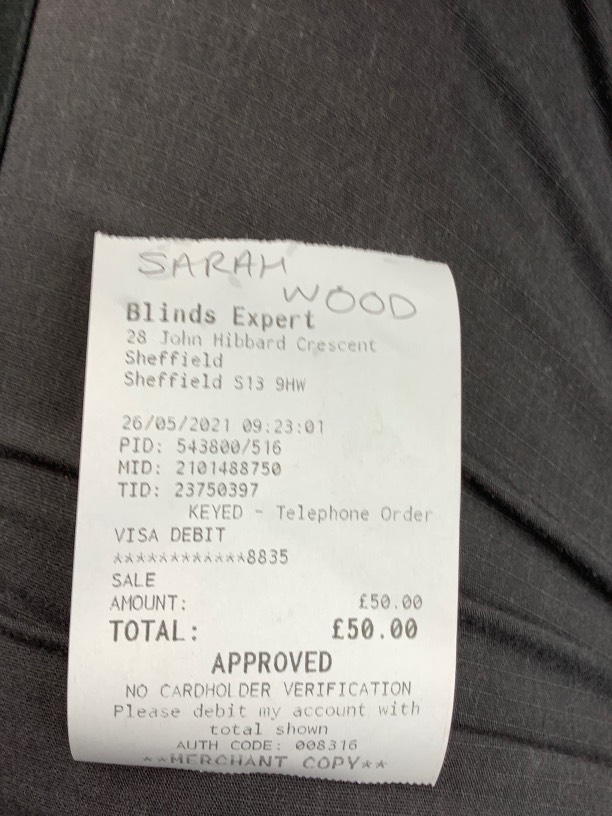 SARAH
WOOD
Blinds Expert
28 John Hibbard Crescent
Sheffield
Sheffield S13 9HW
26/05/2021 09:23:01
PID: 543800/516
MID: 2101488750
TID: 23750397
KEYED - Telephone Order
VISA DEBIT
************8835
SALE
AMOUNT: £50.00
TOTAL: £50.00
APPROVED
NO CARDHOLDER VERIFICATION
Please debit my account with
total shown
AUTH CODE: 008316
**MERCHANT COPY**